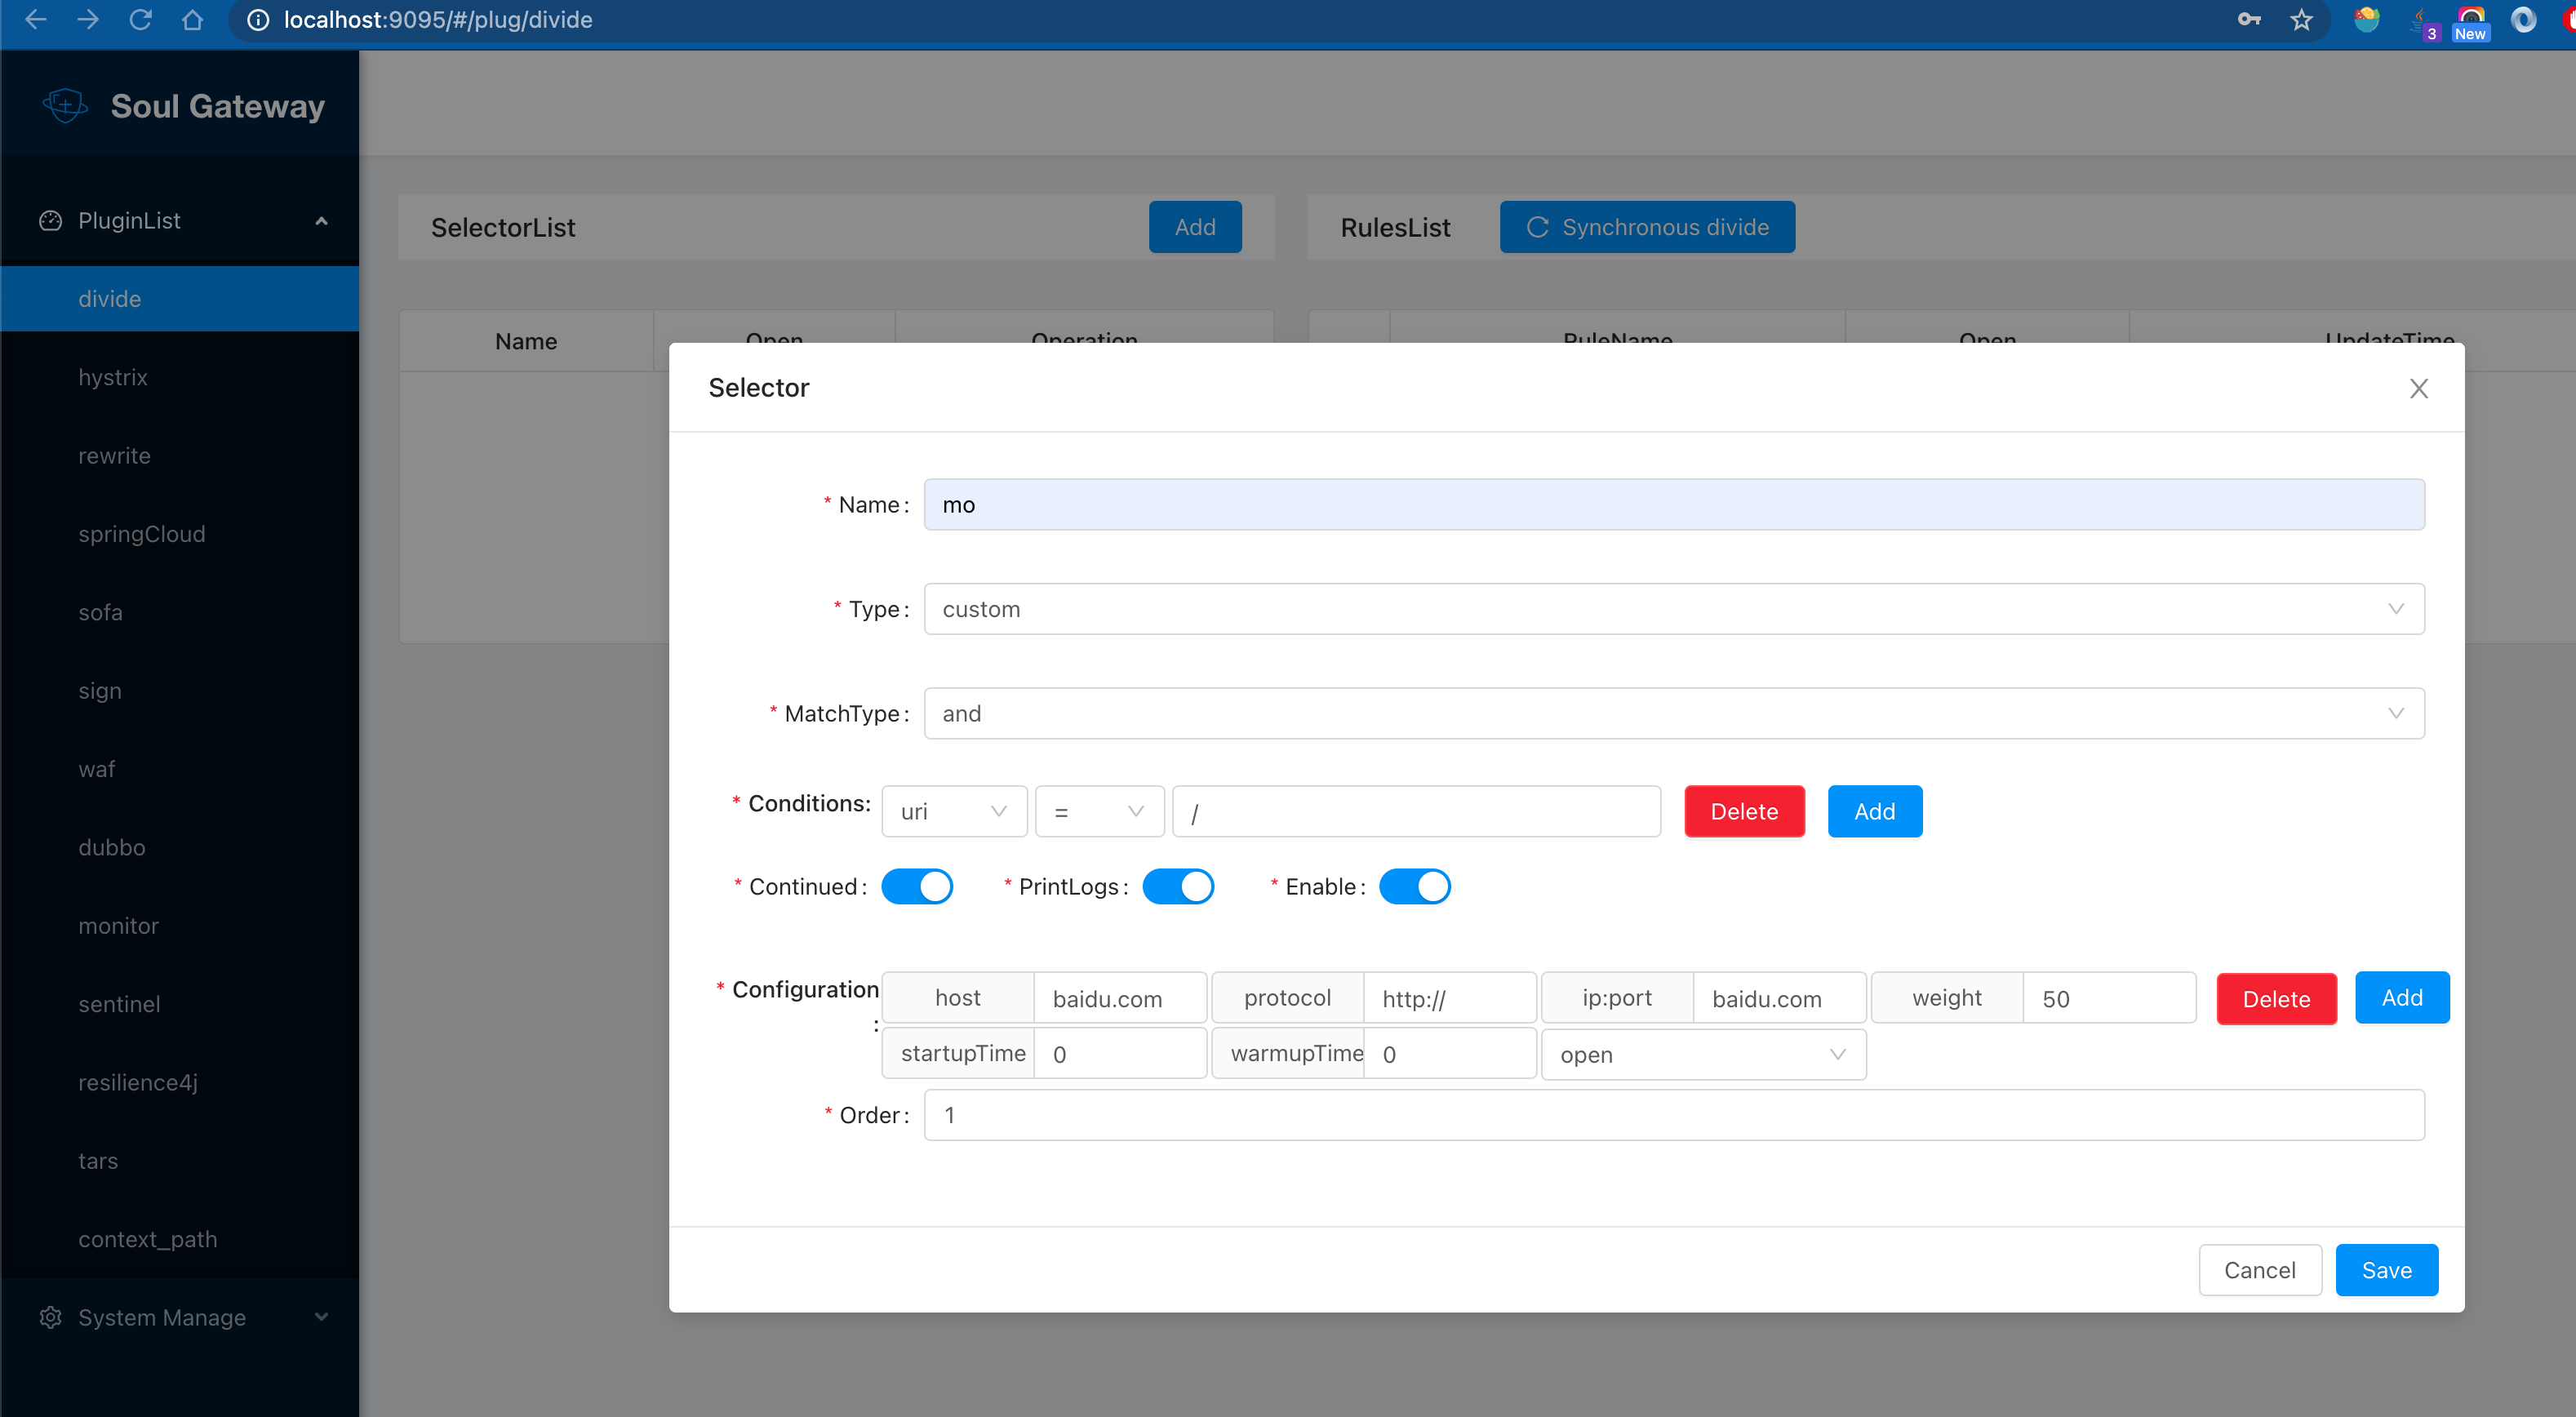 localhost:9095/#/plug/divide
3
New
Soul Gateway
PluginList
divide
hystrix
rewrite
springCloud
sofa
sign
waf
dubbo
monitor
sentinel
resilience4j
tars
context_path
System Manage
SelectorList
Add
RulesList
Synchronous divide
Name
Open
Operation
RuleName
Open
UpdateTime
Selector
* Name :
mo
* Type :
custom
* MatchType :
and
* Conditions:
uri
=
/
Delete
Add
* Continued :
* PrintLogs :
* Enable :
* Configuration :
host
baidu.com
protocol
http://
ip:port
baidu.com
weight
50
Delete
Add
startupTime
0
warmupTime
0
open
* Order :
1
Cancel
Save